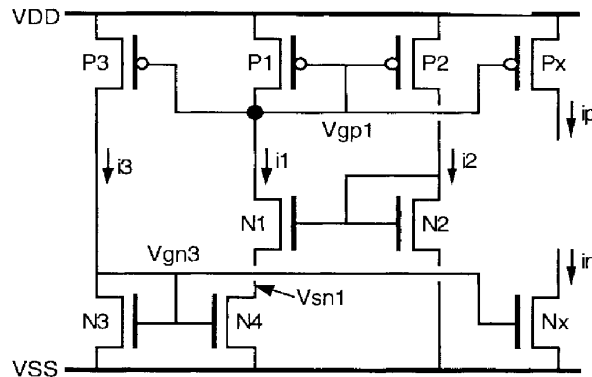 VDD
P3 P1 P2 Px
Vgp1
ip
i3 i1 i2
N1 N2
Vgn3
in
Vsn1
N3 N4 Nx
VSS